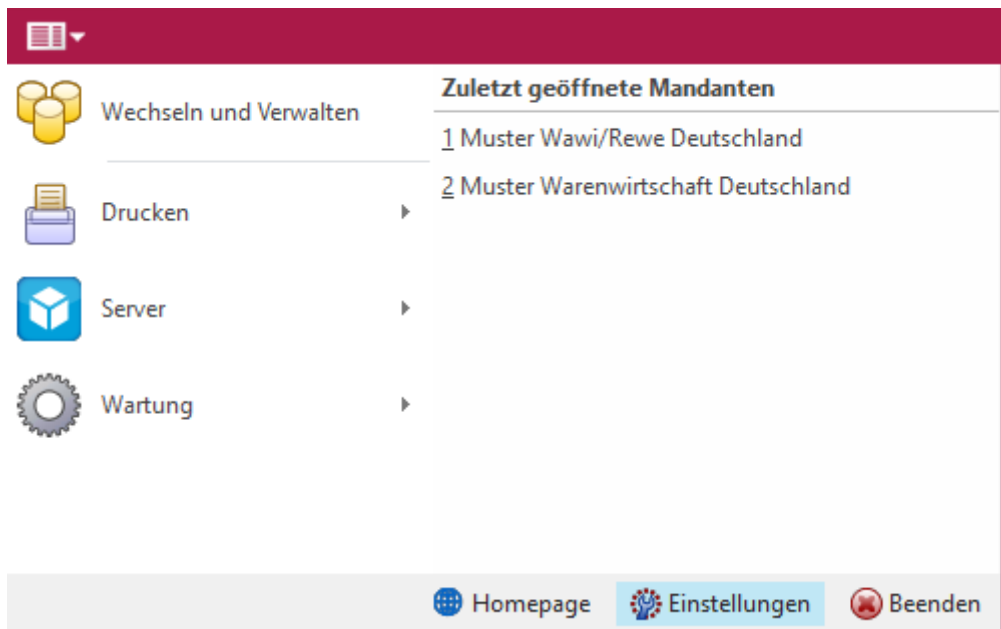 Wechseln und Verwalten
Drucken
Server
Wartung
Zuletzt geöffnete Mandanten
1 Muster Wawi/Rewe Deutschland
2 Muster Warenwirtschaft Deutschland
Homepage
Einstellungen
Beenden